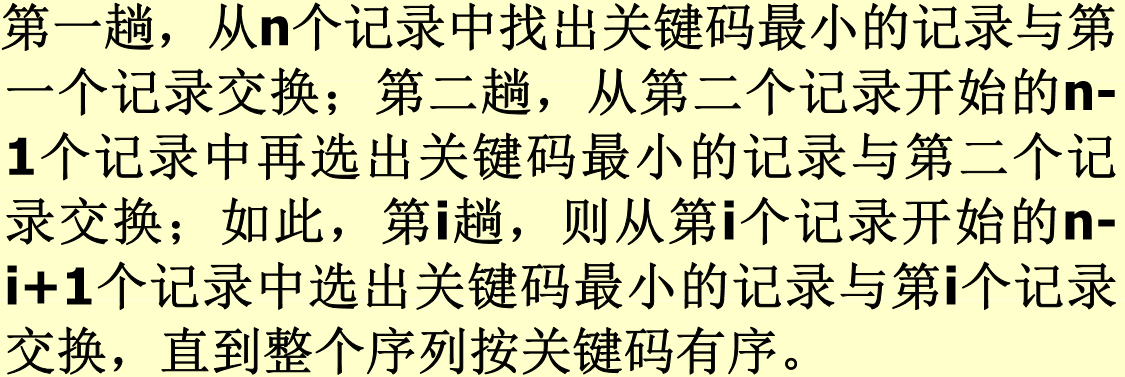 第一趟，从n个记录中找出关键码最小的记录与第
一个记录交换；第二趟，从第二个记录开始的n-
1个记录中再选出关键码最小的记录与第二个记
录交换；如此，第i趟，则从第i个记录开始的n-
i+1个记录中选出关键码最小的记录与第i个记录
交换，直到整个序列按关键码有序。